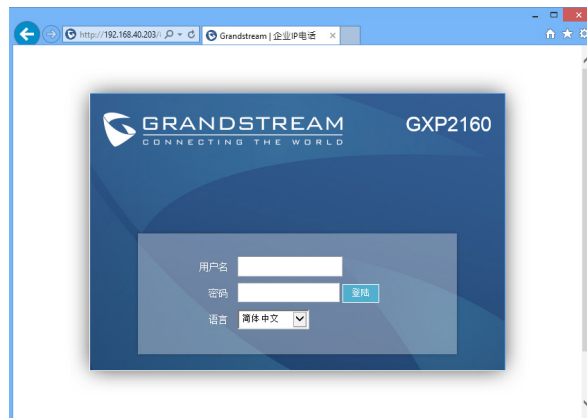 http://192.168.40.203/
Grandstream | 企业IP电话
GRANDSTREAM
CONNECTING THE WORLD
GXP2160
用户名
密码
登陆
语言
简体中文